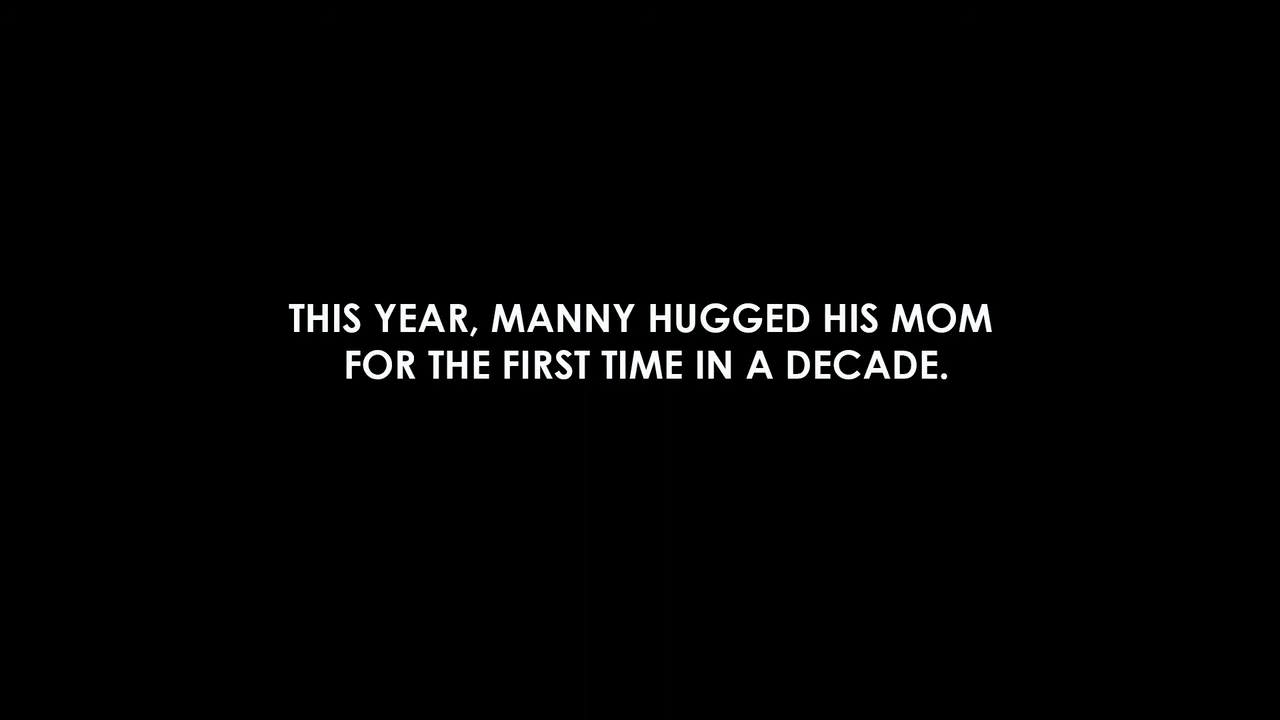 THIS YEAR, MANNY HUGGED HIS MOM
FOR THE FIRST TIME IN A DECADE.